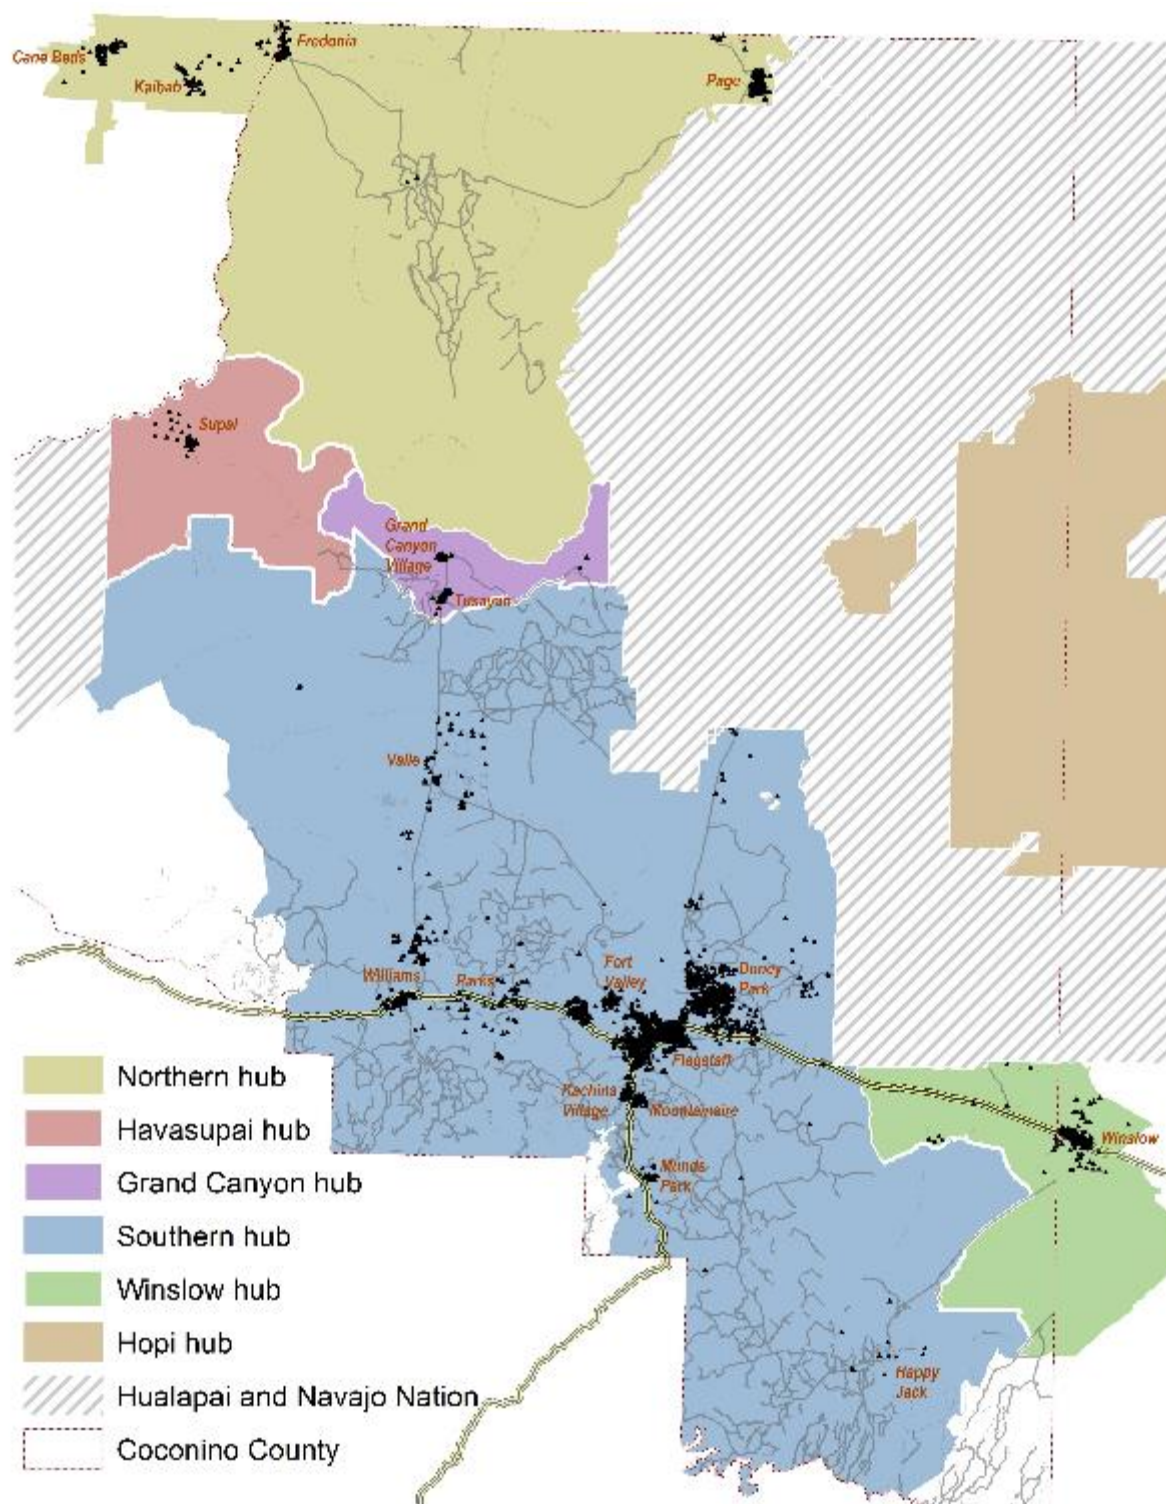 Cane Beds
Fredonia
Kaibab
Page
Supai
Grand
Canyon
Village
Tusayan
Valle
Williams
Parks
Fort
Valley
Doney
Park
Flagstaff
Kachina
Village
Mountainaire
Winslow
Munds
Park
Happy
Jack
Northern hub
Havasupai hub
Grand Canyon hub
Southern hub
Winslow hub
Hopi hub
Hualapai and Navajo Nation
Coconino County